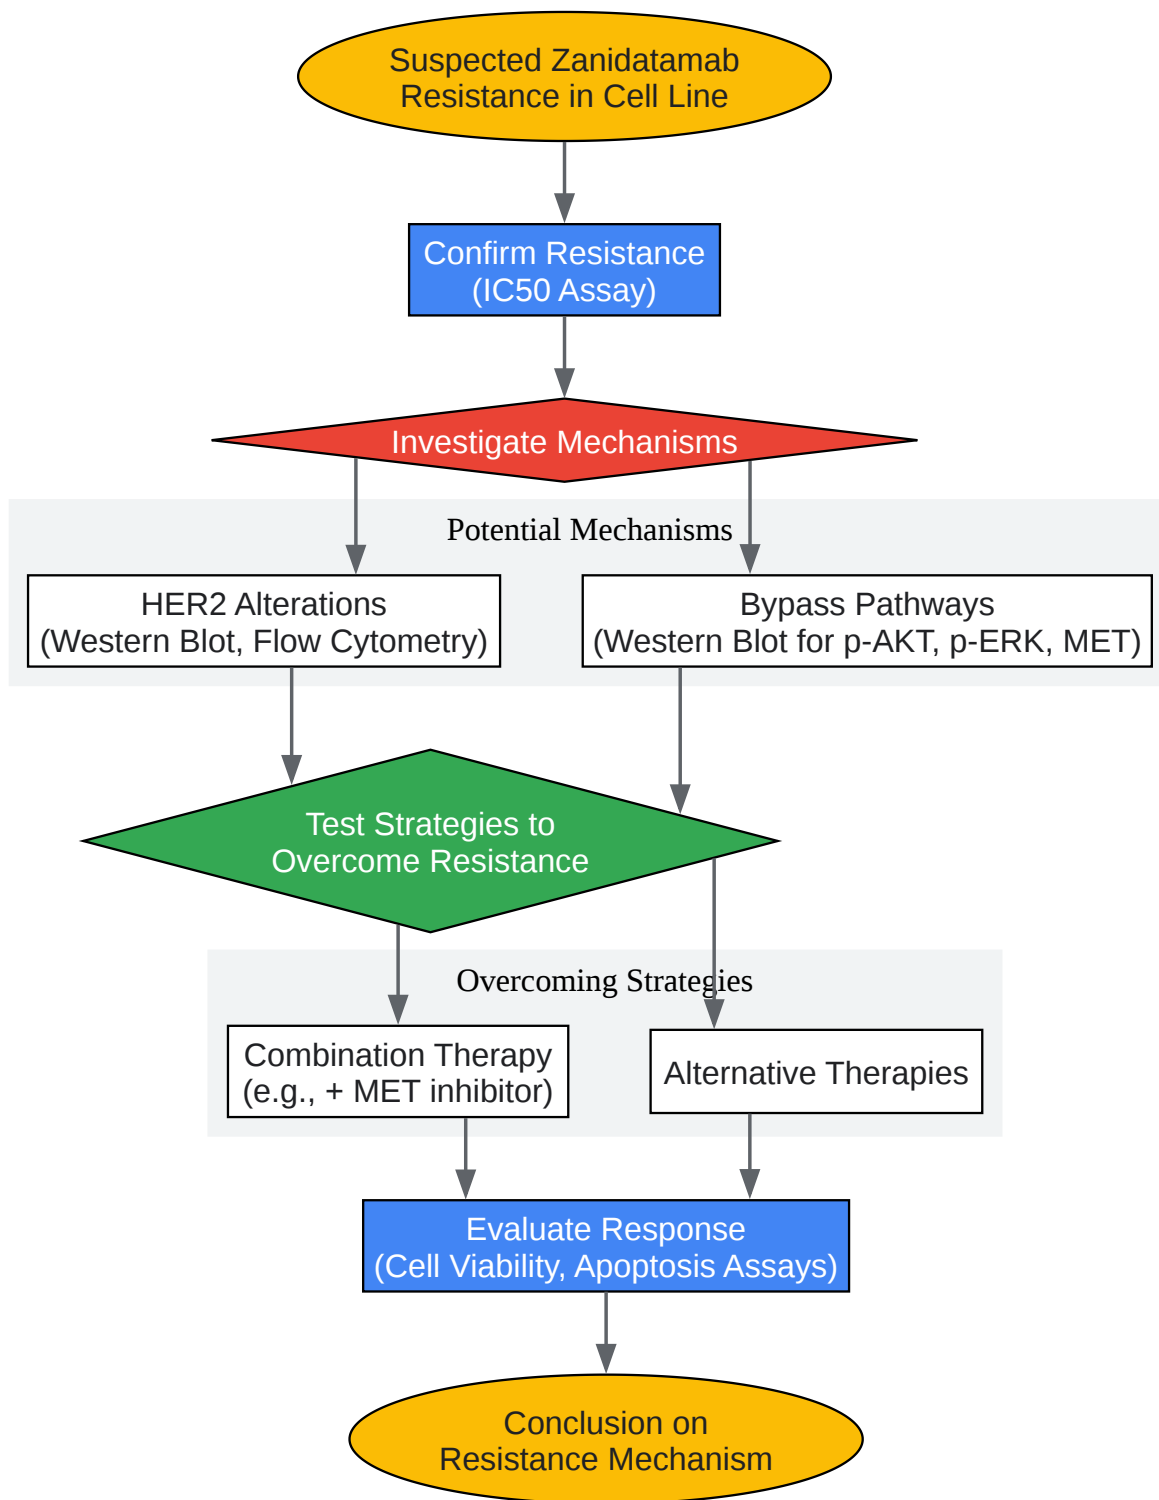 Suspected Zanidatamab
Resistance in Cell Line
Confirm Resistance
(IC50 Assay)
Investigate Mechanisms
Potential Mechanisms
HER2 Alterations
(Western Blot, Flow Cytometry)
Bypass Pathways
(Western Blot for p-AKT, p-ERK, MET)
Test Strategies to
Overcome Resistance
Overcoming Strategies
Combination Therapy
(e.g., + MET inhibitor)
Alternative Therapies
Evaluate Response
(Cell Viability, Apoptosis Assays)
Conclusion on
Resistance Mechanism